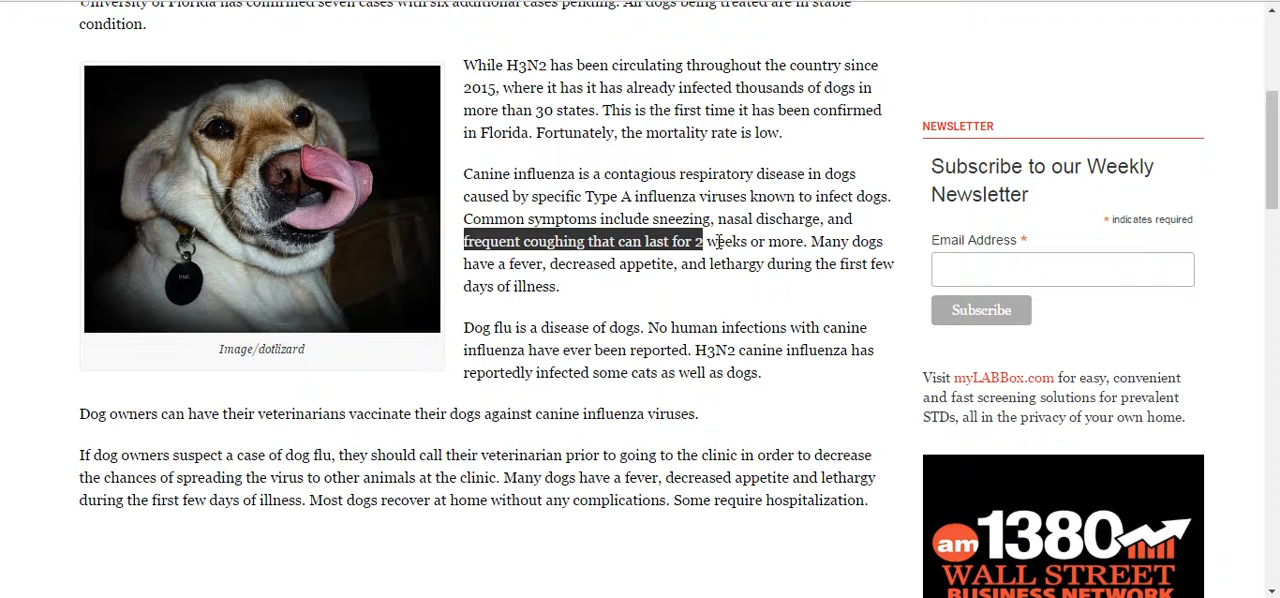 University of Florida has confirmed seven cases with six additional cases pending. All dogs being treated are in stable
condition.
While H3N2 has been circulating throughout the country since
2015, where it has it has already infected thousands of dogs in
more than 30 states. This is the first time it has been confirmed
in Florida. Fortunately, the mortality rate is low.
Canine influenza is a contagious respiratory disease in dogs
caused by specific Type A influenza viruses known to infect dogs.
Common symptoms include sneezing, nasal discharge, and
frequent coughing that can last for 2 weeks or more. Many dogs
have a fever, decreased appetite, and lethargy during the first few
days of illness.
Image/dotlizard
Dog flu is a disease of dogs. No human infections with canine
influenza have ever been reported. H3N2 canine influenza has
reportedly infected some cats as well as dogs.
Dog owners can have their veterinarians vaccinate their dogs against canine influenza viruses.
If dog owners suspect a case of dog flu, they should call their veterinarian prior to going to the clinic in order to decrease
the chances of spreading the virus to other animals at the clinic. Many dogs have a fever, decreased appetite and lethargy
during the first few days of illness. Most dogs recover at home without any complications. Some require hospitalization.
NEWSLETTER
Subscribe to our Weekly
Newsletter
* indicates required
Email Address *
Subscribe
Visit myLABBox.com for easy, convenient
and fast screening solutions for prevalent
STDs, all in the privacy of your own home.
am 1380
WALL STREET
BUSINESS NETWORK